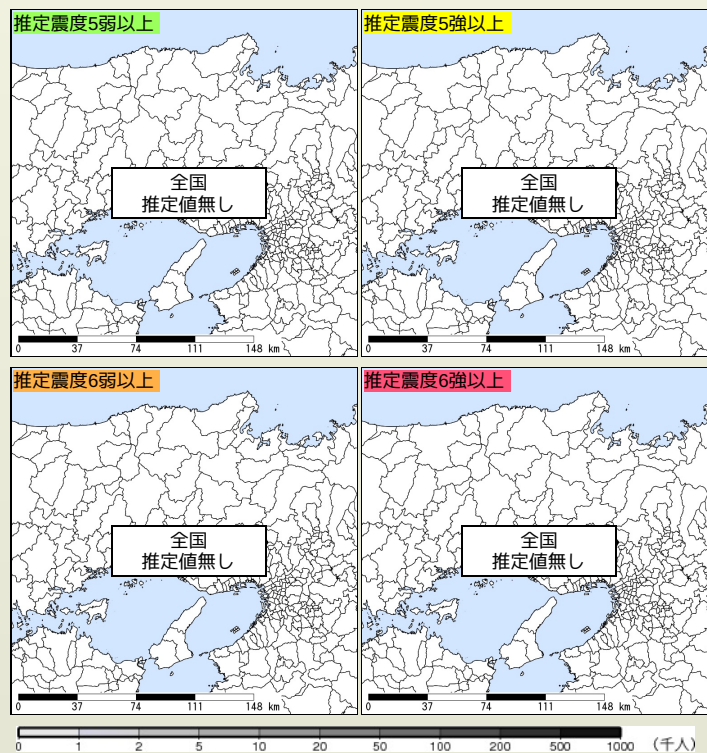 推定震度5弱以上
全国
推定値無し
0 37 74 111 148 km
推定震度5強以上
全国
推定値無し
0 37 74 111 148 km
推定震度6弱以上
全国
推定値無し
0 37 74 111 148 km
推定震度6強以上
全国
推定値無し
0 37 74 111 148 km
0 1 2 5 10 20 50 100 200 500 1000 (千人)